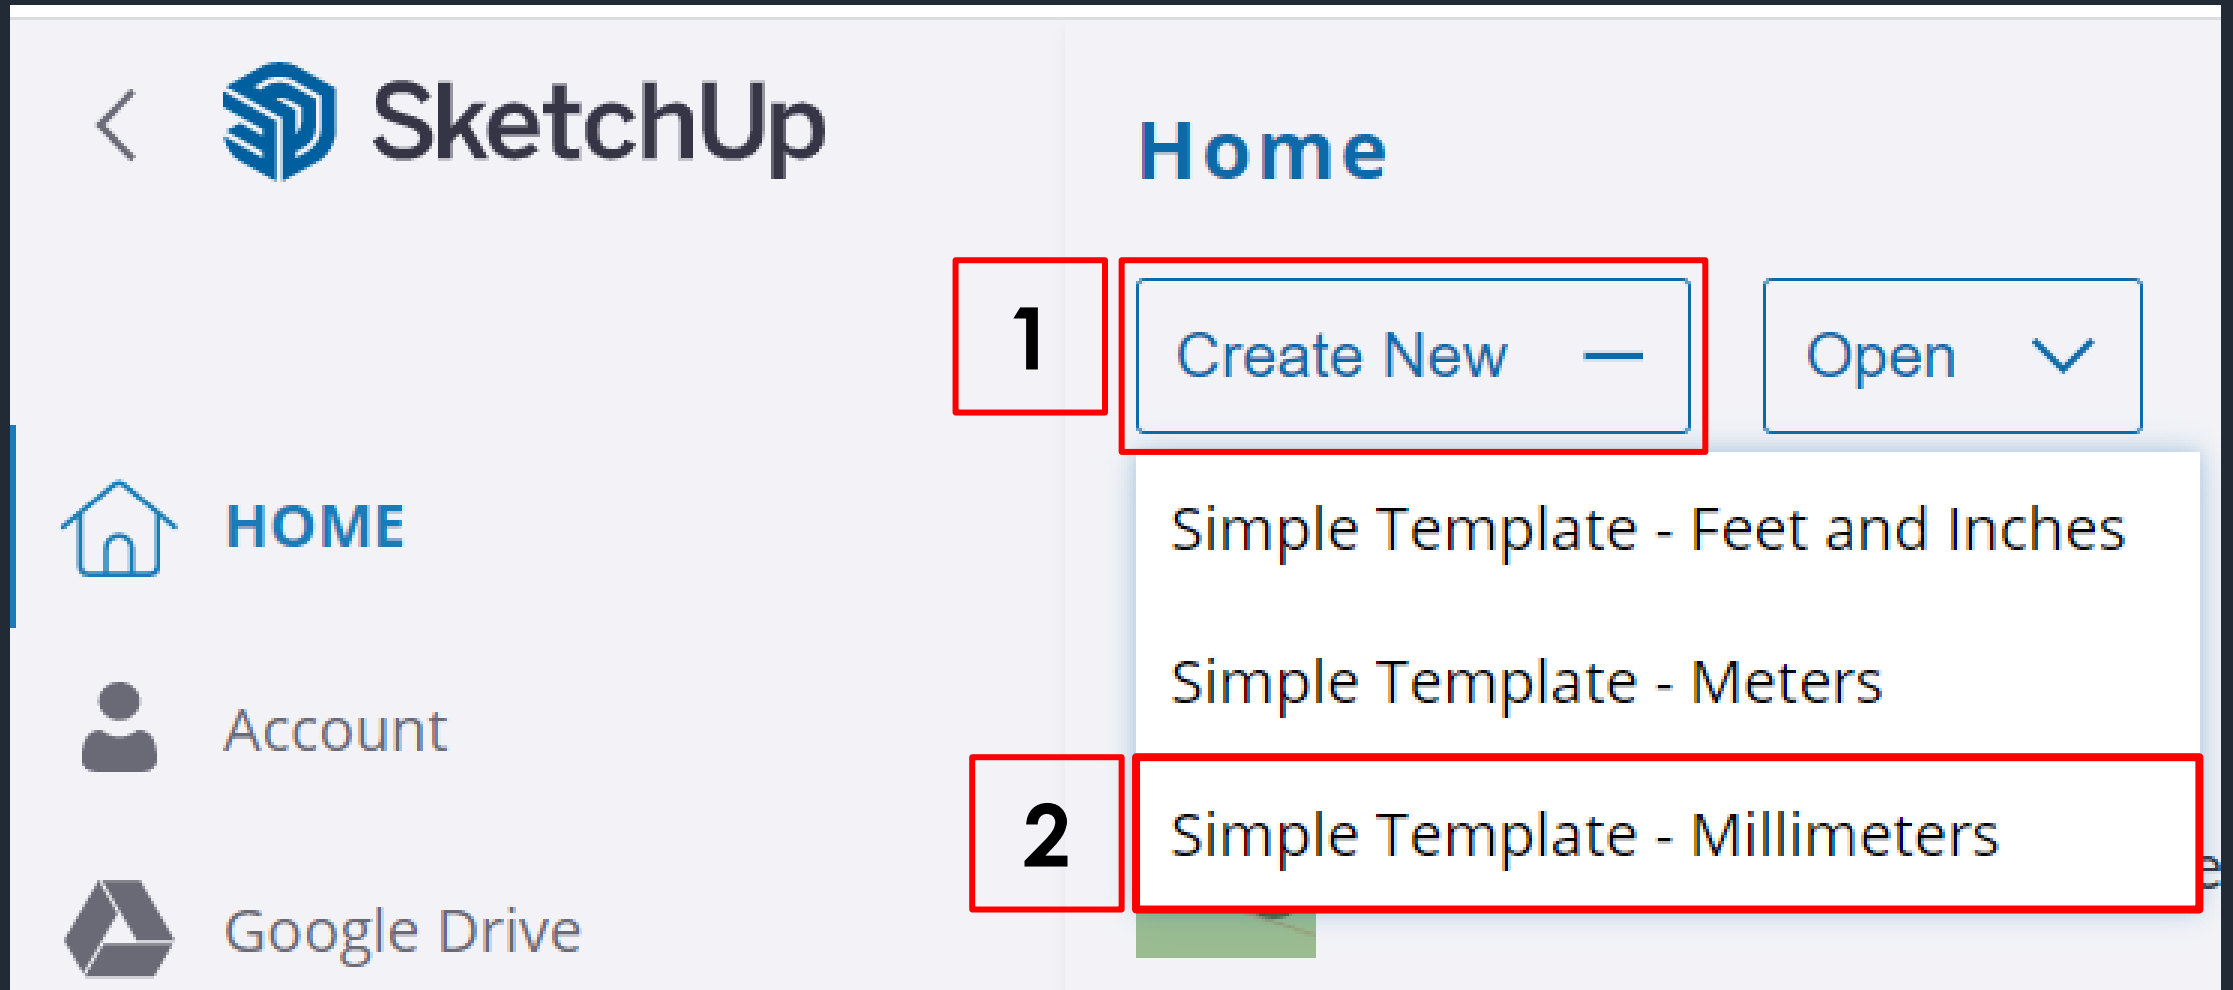 SketchUp
Home
1
Create New
Open
Simple Template - Feet and Inches
HOME
Simple Template - Meters
Account
2
Simple Template - Millimeters
Google Drive